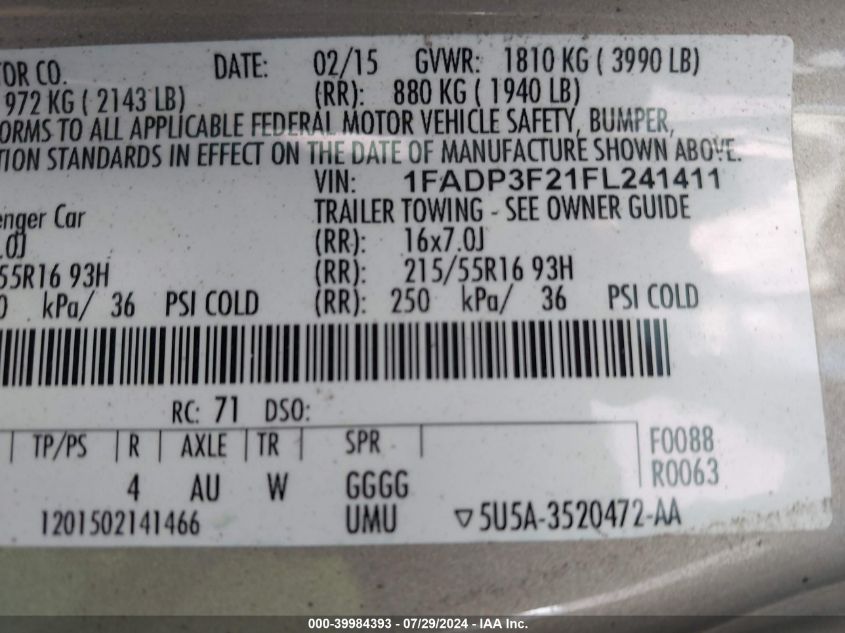 TOR CO. DATE: 02/15 GVWR: 1810 KG ( 3990 LB)
972 KG ( 2143 LB) (RR): 880 KG ( 1940 LB)
ORMS TO ALL APPLICABLE FEDERAL MOTOR VEHICLE SAFETY, BUMPER,
TION STANDARDS IN EFFECT ON THE DATE OF MANUFACTURE SHOWN ABOVE.
VIN: 1FADP3F21FL241411
enger Car TRAILER TOWING - SEE OWNER GUIDE
.0J (RR): 16x7.0J
55R16 93H (RR): 215/55R16 93H
0 kPa/ 36 PSI COLD (RR): 250 kPa/ 36 PSI COLD
RC: 71 DSO:
TP/PS R AXLE TR SPR F0088
4 AU W GGGG R0063
1201502141466 UMU ▽5U5A-3520472-AA
000-39984393 - 07/29/2024 - IAA Inc.